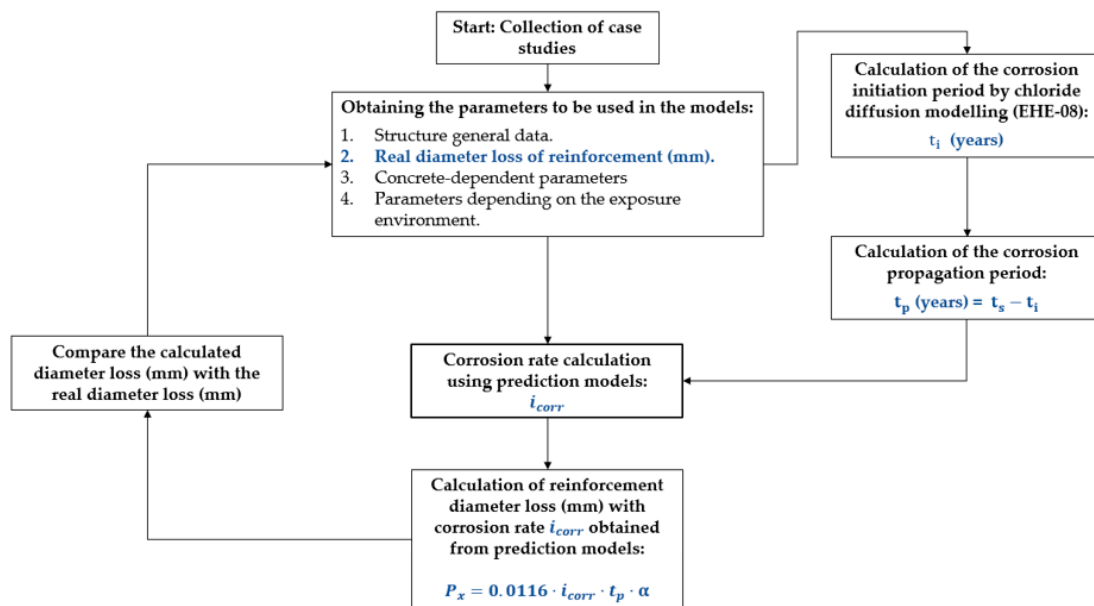 Start: Collection of case
studies
Obtaining the parameters to be used in the models:
1. Structure general data.
2. Real diameter loss of reinforcement (mm).
3. Concrete-dependent parameters
4. Parameters depending on the exposure
environment.
Calculation of the corrosion
initiation period by chloride
diffusion modelling (EHE-08):
tᵢ (years)
Calculation of the corrosion
propagation period:
tₚ (years) = tₛ − tᵢ
Corrosion rate calculation
using prediction models:
i_corr
Calculation of reinforcement
diameter loss (mm) with
corrosion rate i_corr obtained
from prediction models:
Pₓ = 0.0116 · i_corr · tₚ · α
Compare the calculated
diameter loss (mm) with the
real diameter loss (mm)